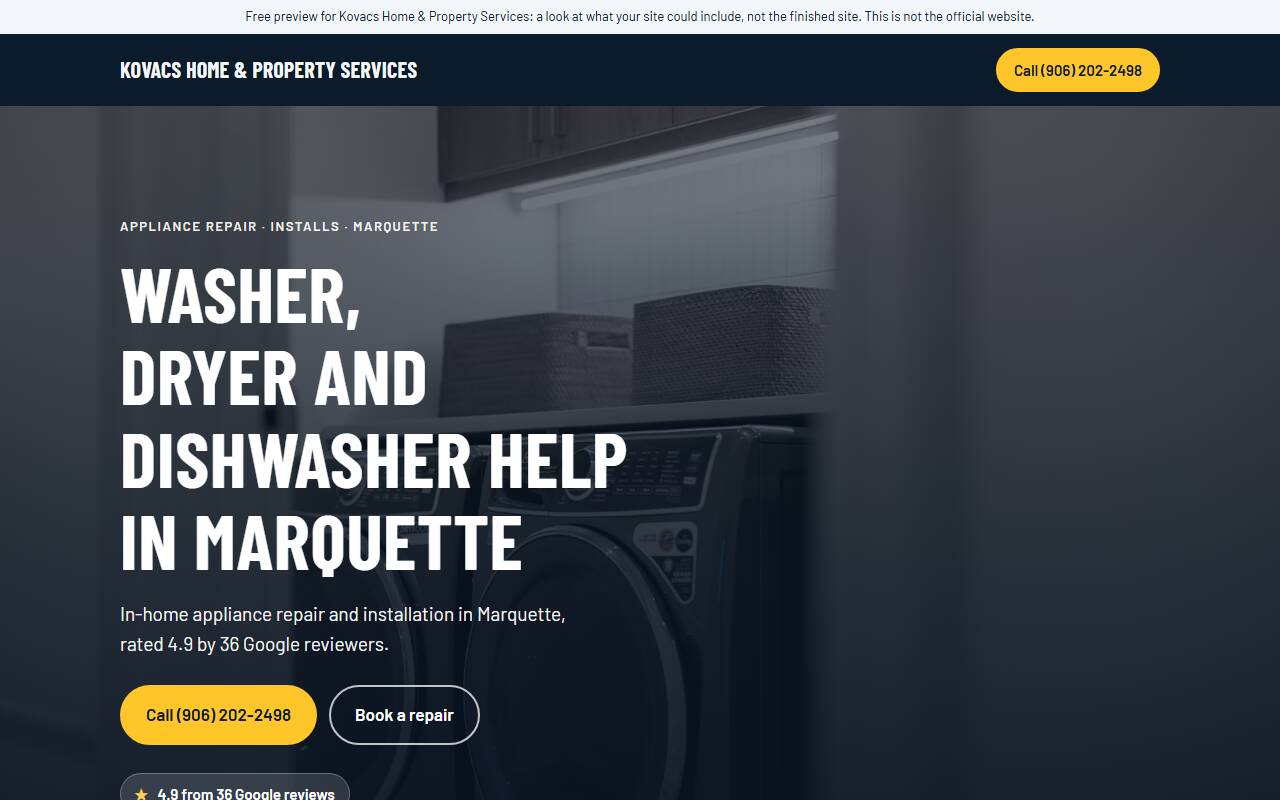 Free preview for Kovacs Home & Property Services: a look at what your site could include, not the finished site. This is not the official website.
KOVACS HOME & PROPERTY SERVICES
Call (906) 202-2498
APPLIANCE REPAIR · INSTALLS · MARQUETTE
WASHER,
DRYER AND
DISHWASHER HELP
IN MARQUETTE
In-home appliance repair and installation in Marquette,
rated 4.9 by 36 Google reviewers.
Call (906) 202-2498
Book a repair
★ 4.9 from 36 Google reviews